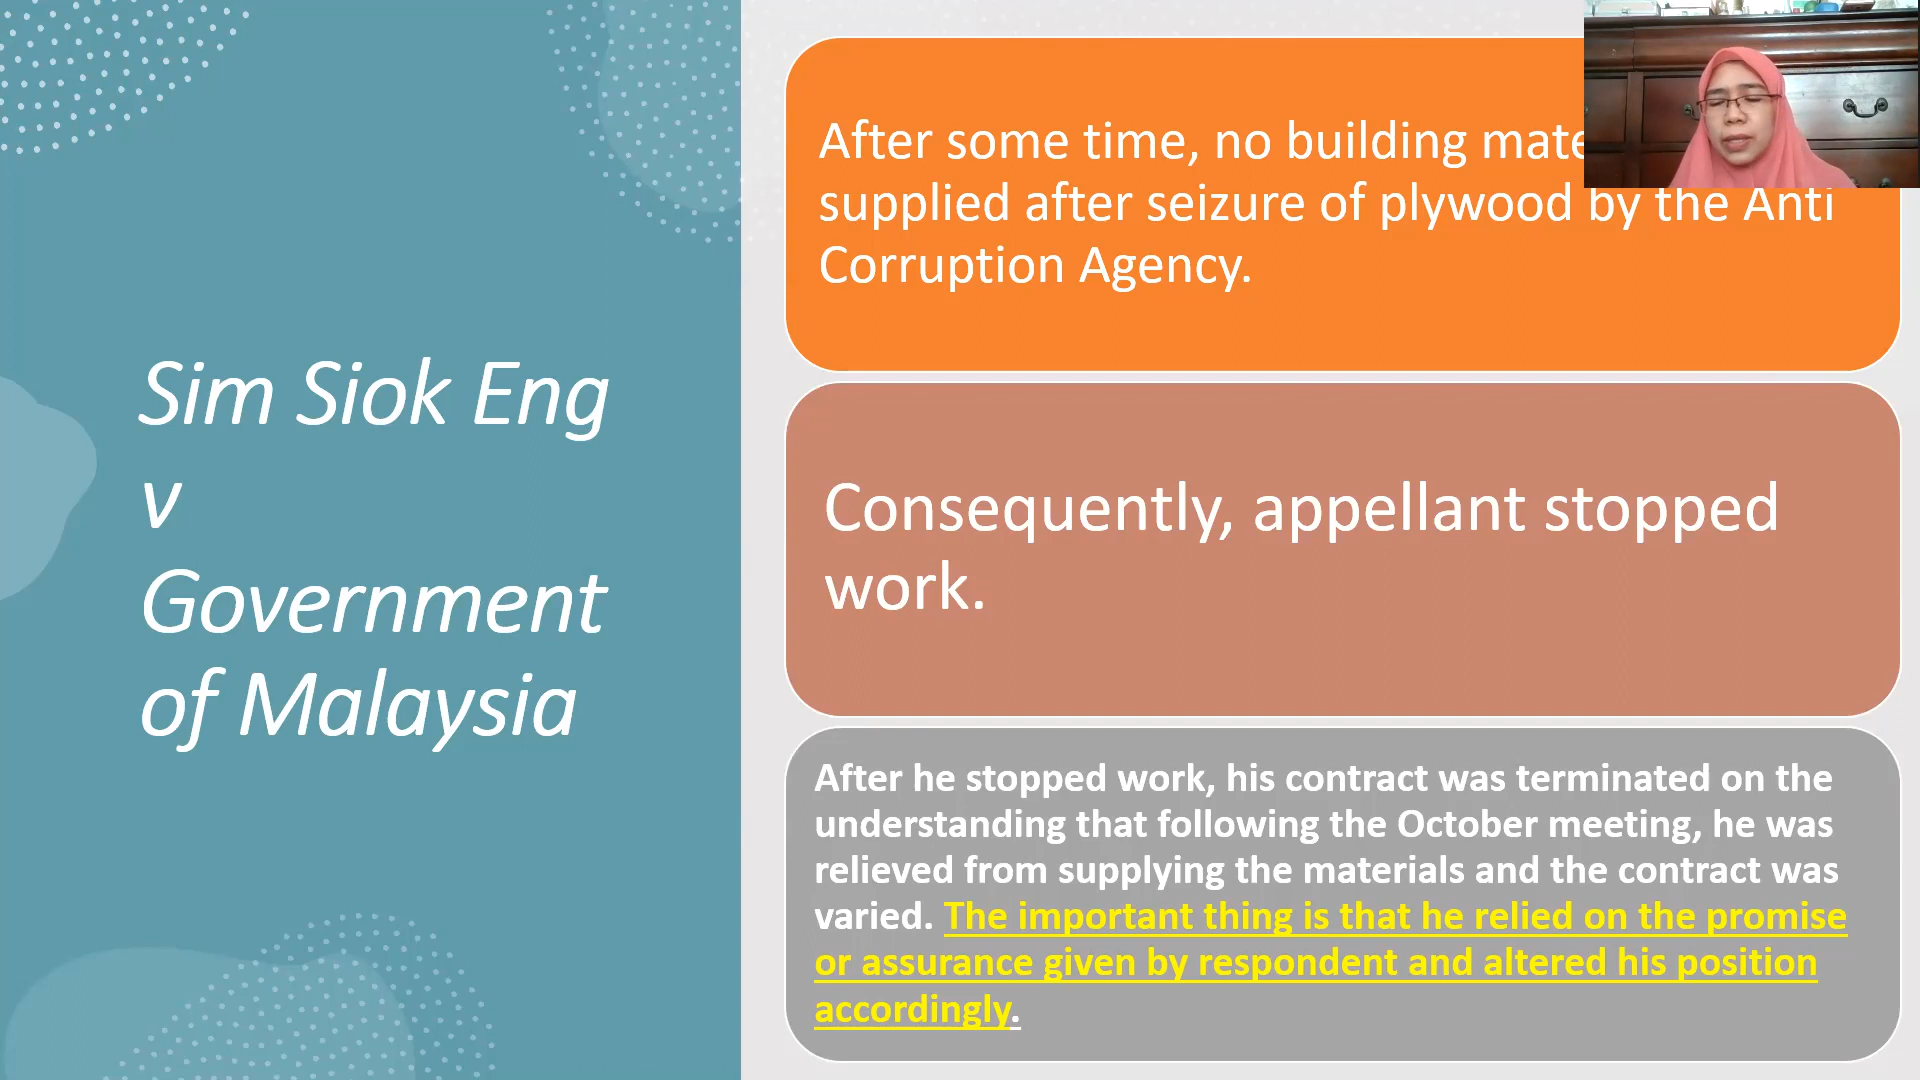 Sim Siok Eng
v
Government
of Malaysia
After some time, no building
supplied after seizure of plywood by the Anti
Corruption Agency.
Consequently, appellant stopped
work.
After he stopped work, his contract was terminated on the
understanding that following the October meeting, he was
relieved from supplying the materials and the contract was
varied. The important thing is that he relied on the promise
or assurance given by respondent and altered his position
accordingly.